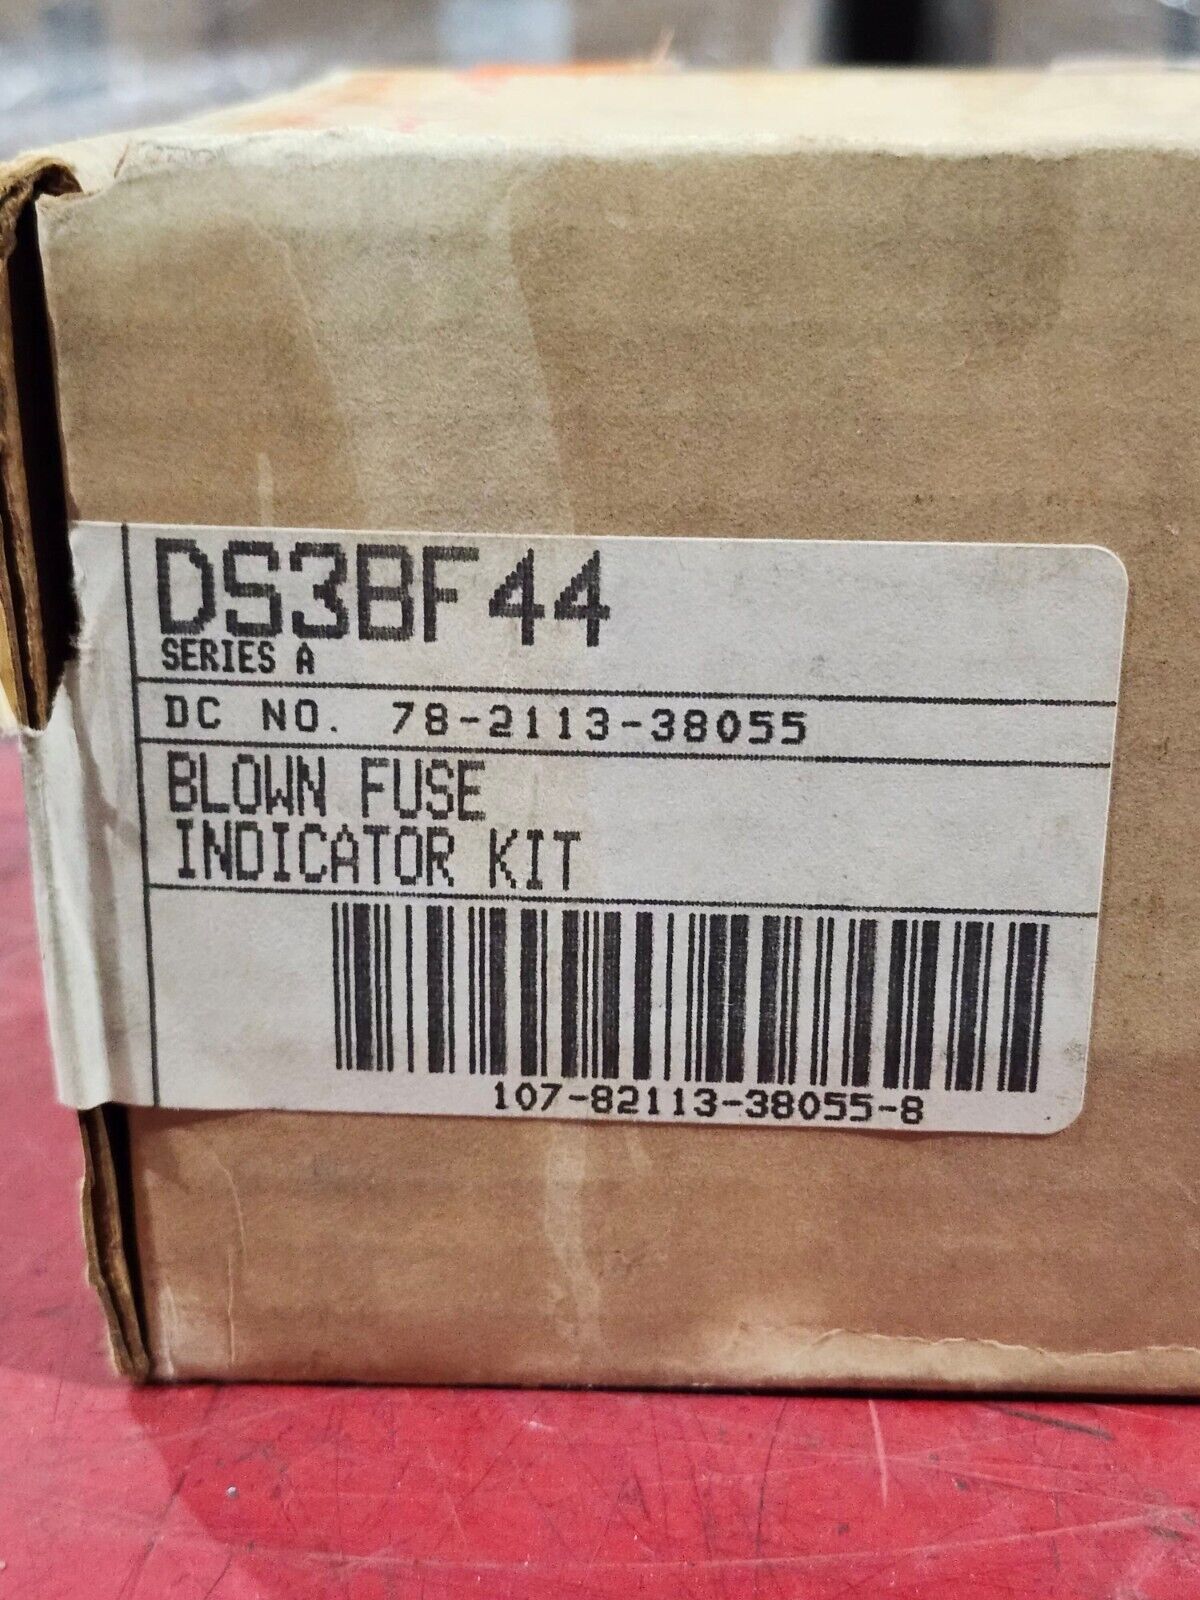 DS3BF44
SERIES A
DC NO. 78-2113-38055
BLOWN FUSE
INDICATOR KIT
107-82113-38055-8